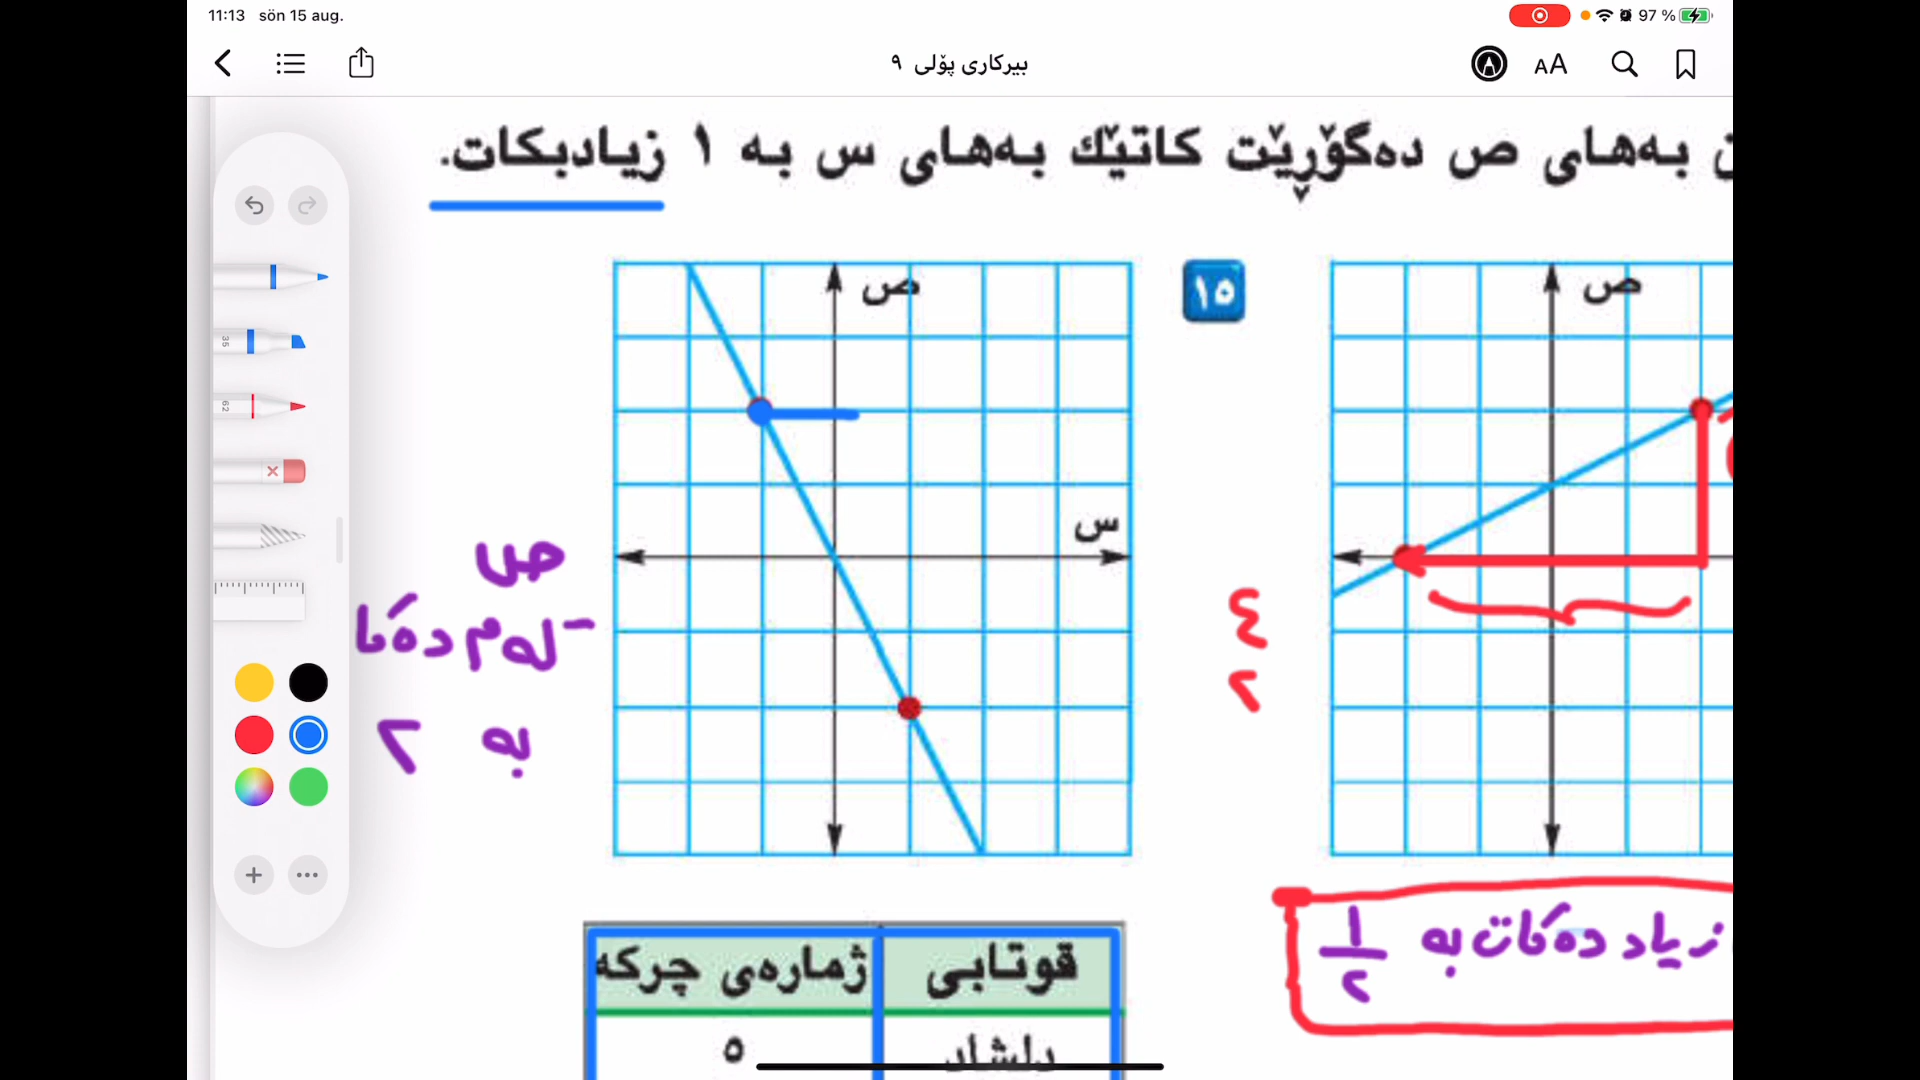 11:13 sön 15 aug.
97 %
بیرکاری پۆلی ٩
AA
بەهای ص دەگۆڕێت کاتێك بەهای س بە ١ زیادبکات.
ص
١٥
ص
س
ص
کەم دەکا
بە ٢
٤
٢
زیاد دەکات بە ١/٢
قوتابی
ژمارەی چرکە
دلشاد
٥